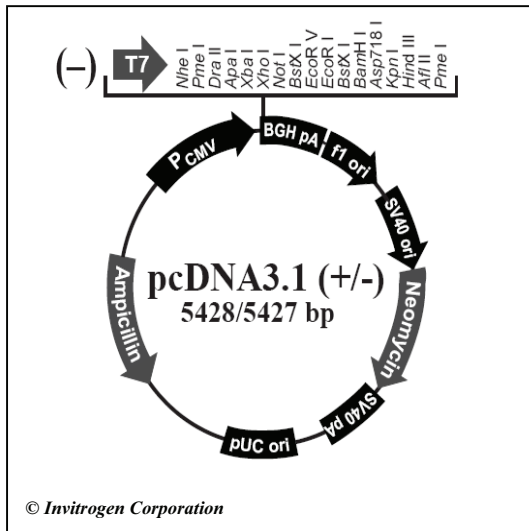 (–) T7 Nhe I Pme I Dra II Apa I Xba I Xho I Not I BstX I EcoR V EcoR I BstX I BamH I Asp718 I Kpn I Hind III Afl II Pme I
PCMV BGH pA f1 ori
SV40 ori
pcDNA3.1 (+/-)
5428/5427 bp
Ampicillin Neomycin
SV40 pA
pUC ori
© Invitrogen Corporation